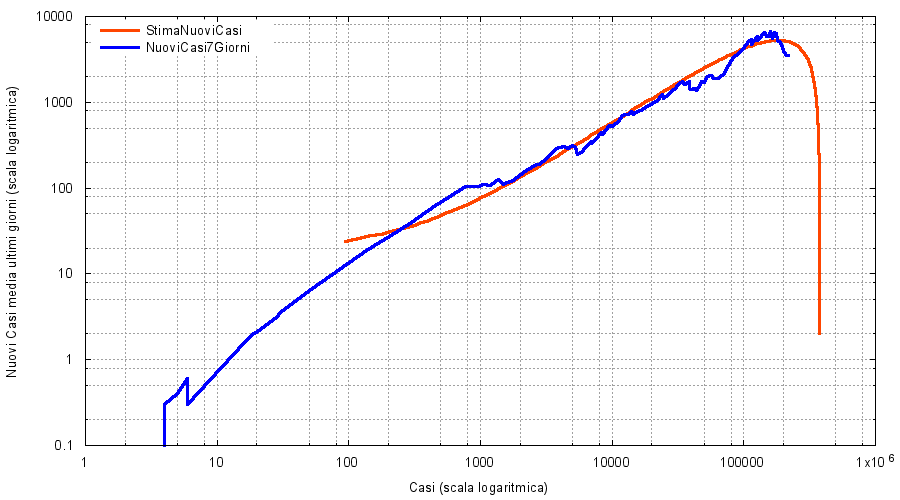 10000
StimaNuoviCasi
NuoviCasi7Giorni
1000
100
10
1
0.1
Nuovi Casi media ultimi giorni (scala logaritmica)
1 10 100 1000 10000 100000 1x10 6
Casi (scala logaritmica)